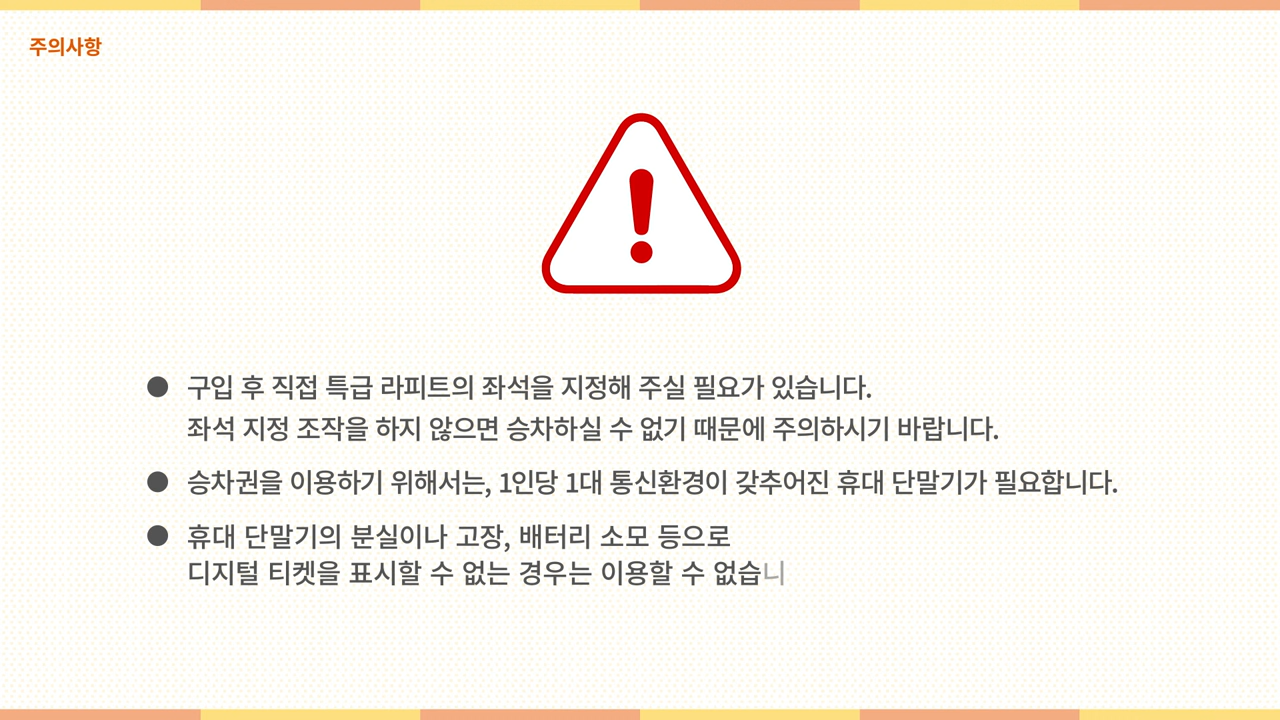 주의사항
구입 후 직접 특급 라피트의 좌석을 지정해 주실 필요가 있습니다.
좌석 지정 조작을 하지 않으면 승차하실 수 없기 때문에 주의하시기 바랍니다.
승차권을 이용하기 위해서는, 1인당 1대 통신환경이 갖추어진 휴대 단말기가 필요합니다.
휴대 단말기의 분실이나 고장, 배터리 소모 등으로
디지털 티켓을 표시할 수 없는 경우는 이용할 수 없습니